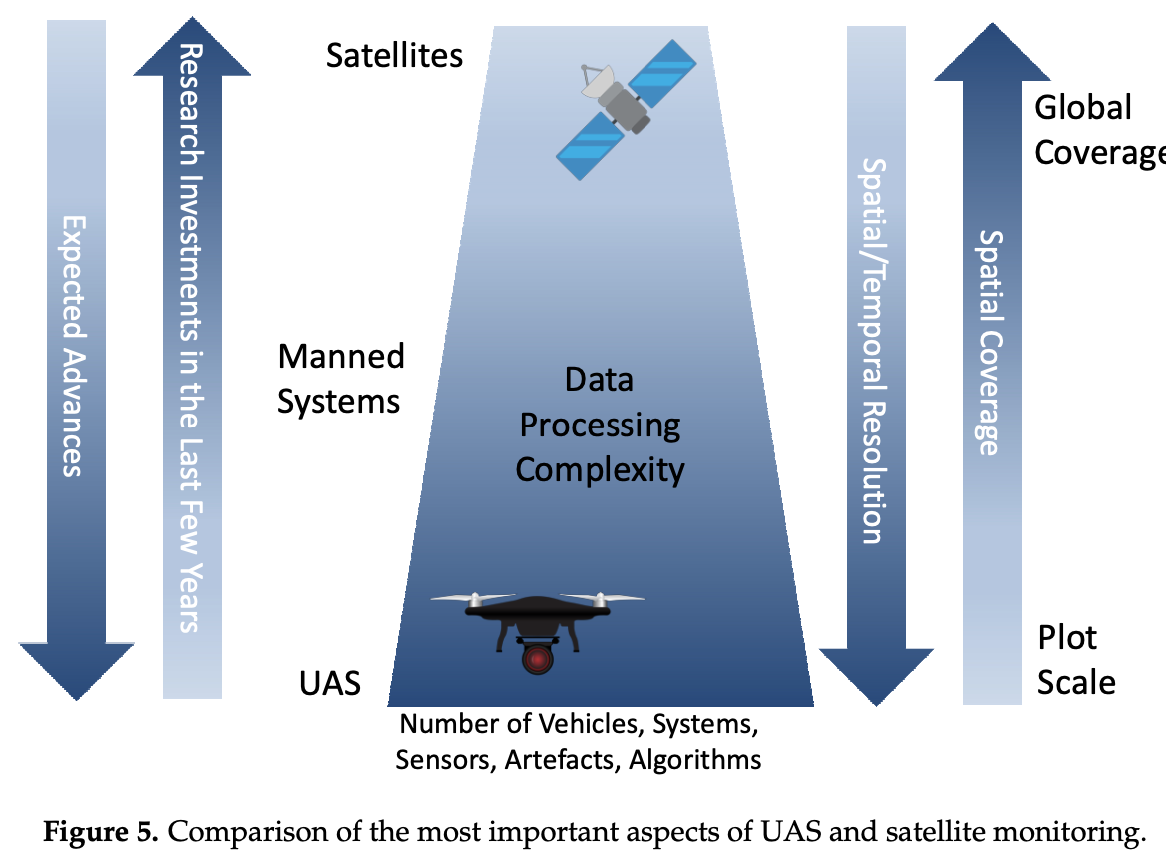 Satellites
Expected Advances
Research Investments in the Last Few Years
Manned
Systems
UAS
Data
Processing
Complexity
Number of Vehicles, Systems,
Sensors, Artefacts, Algorithms
Spatial/Temporal Resolution
Spatial Coverage
Global
Coverage
Plot
Scale
Figure 5. Comparison of the most important aspects of UAS and satellite monitoring.